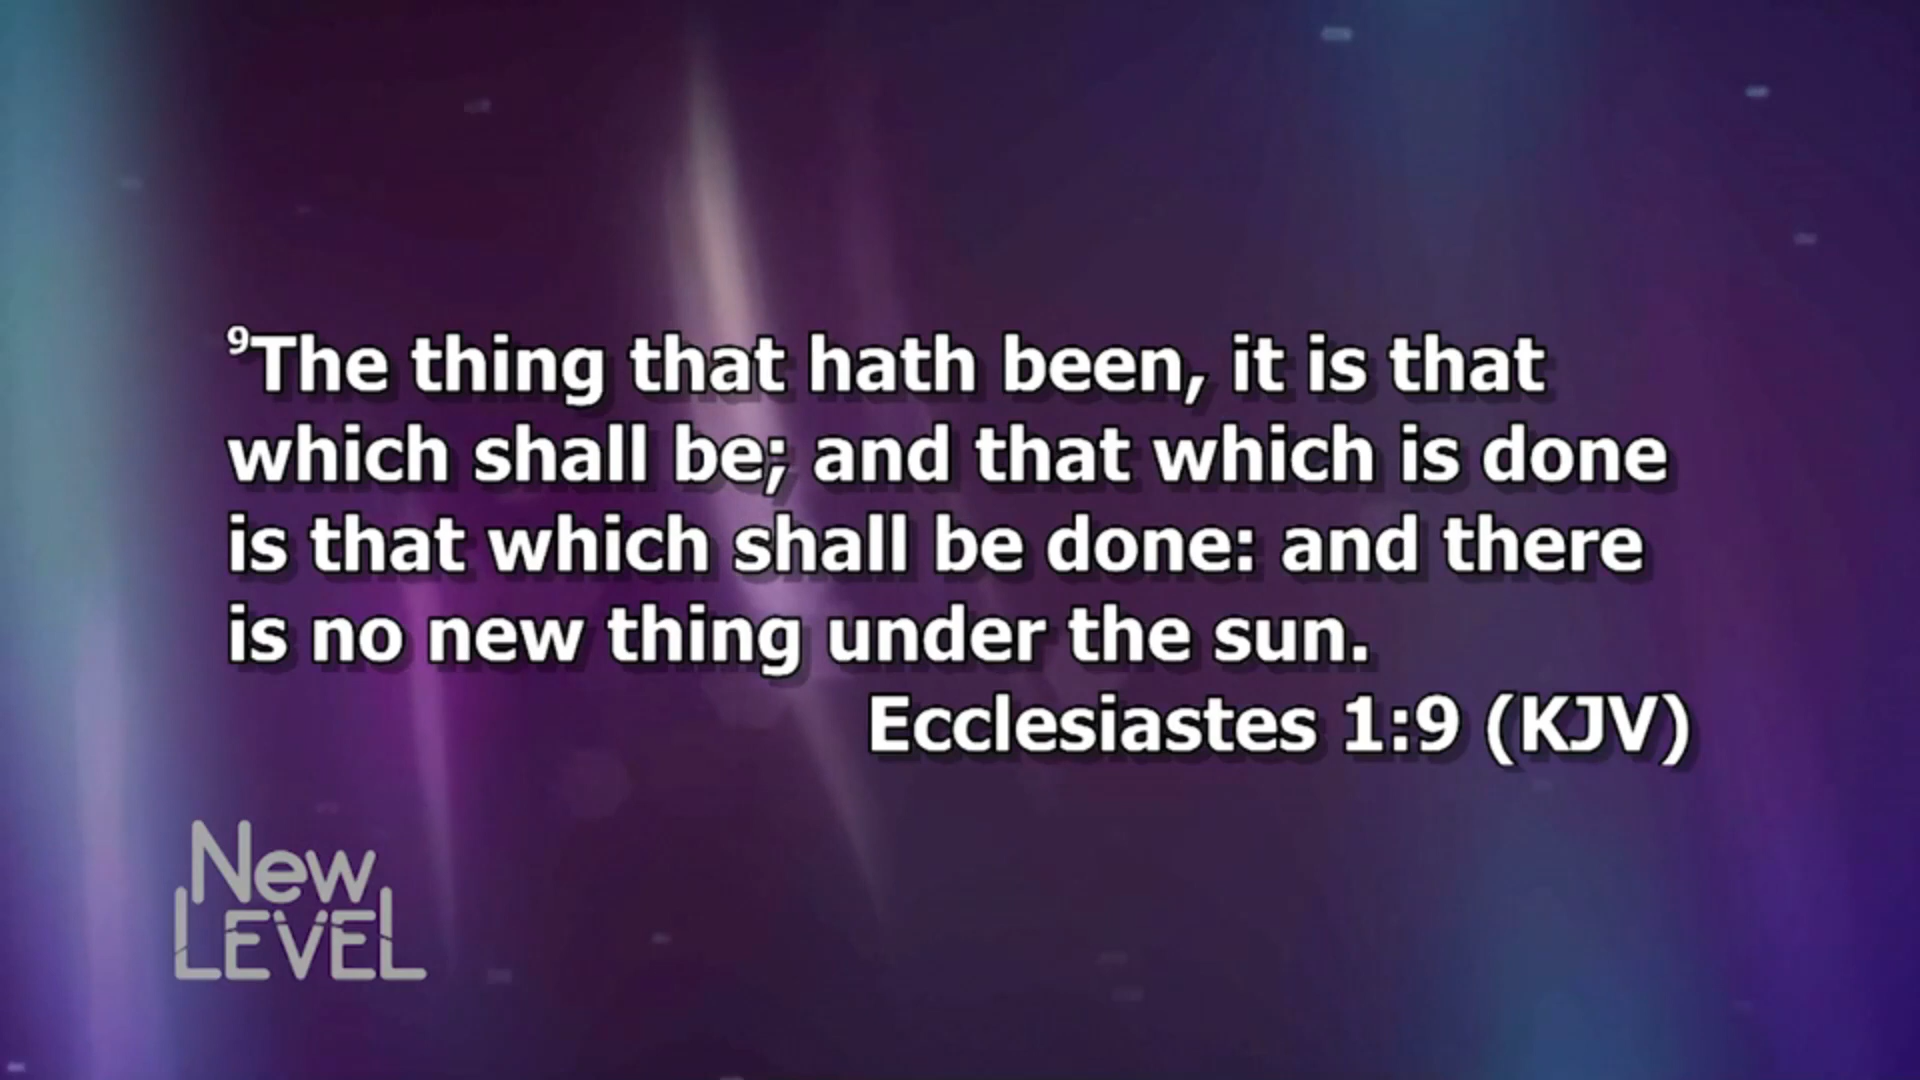 ⁹The thing that hath been, it is that
which shall be; and that which is done
is that which shall be done: and there
is no new thing under the sun.
Ecclesiastes 1:9 (KJV)
New
LEVEL